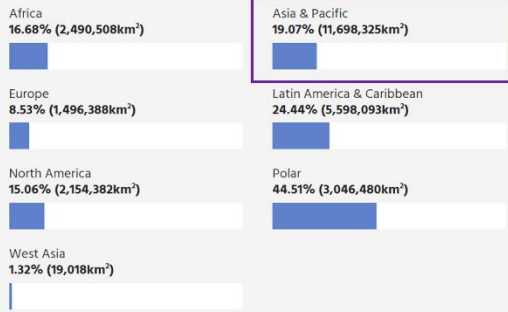 Africa
16.68% (2,490,508km²)
Asia & Pacific
19.07% (11,698,325km²)
Europe
8.53% (1,496,388km²)
Latin America & Caribbean
24.44% (5,598,093km²)
North America
15.06% (2,154,382km²)
Polar
44.51% (3,046,480km²)
West Asia
1.32% (19,018km²)